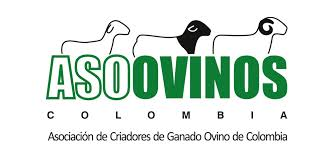 ASOOVINOS
COLOMBIA
Asociación de Criadores de Ganado Ovino de Colombia